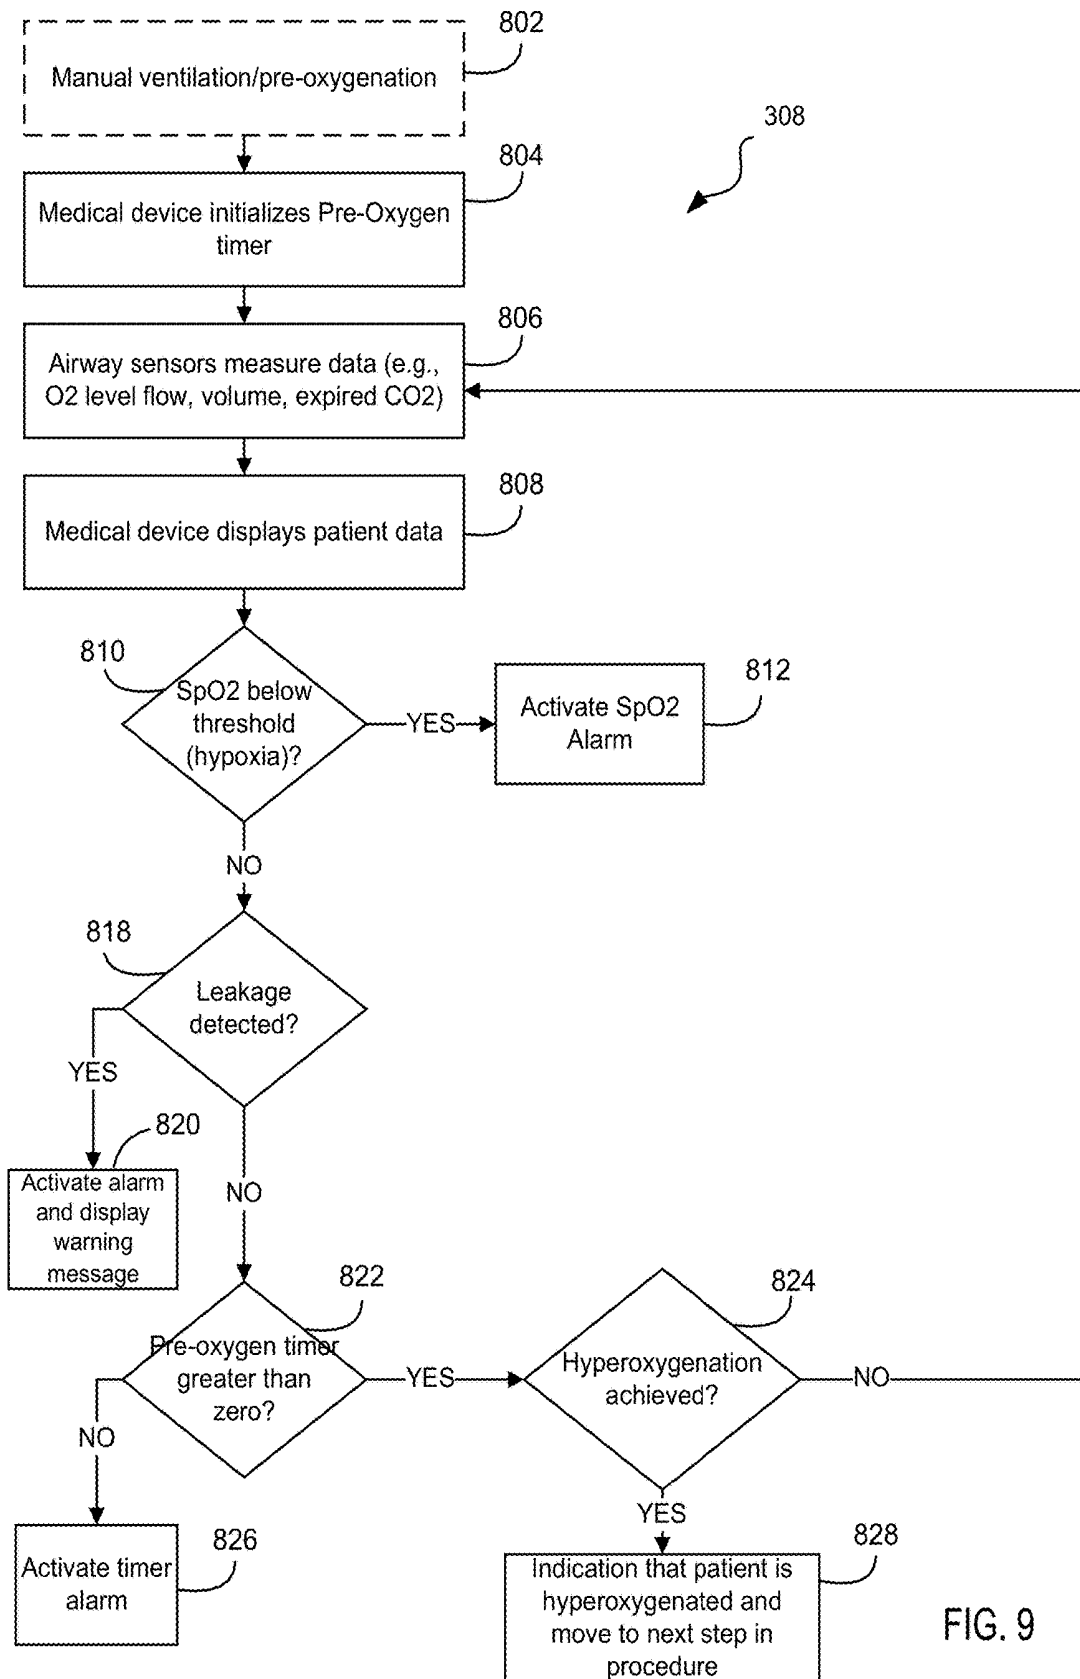 802
Manual ventilation/pre-oxygenation
308
804
Medical device initializes Pre-Oxygen
timer
806
Airway sensors measure data (e.g.,
O2 level flow, volume, expired CO2)
808
Medical device displays patient data
810
SpO2 below
threshold
(hypoxia)?
YES
812
Activate SpO2
Alarm
NO
818
Leakage
detected?
YES
820
Activate alarm
and display
warning
message
NO
822
Pre-oxygen timer
greater than
zero?
YES
824
Hyperoxygenation
achieved?
NO
NO
826
Activate timer
alarm
YES
828
Indication that patient is
hyperoxygenated and
move to next step in
procedure
FIG. 9